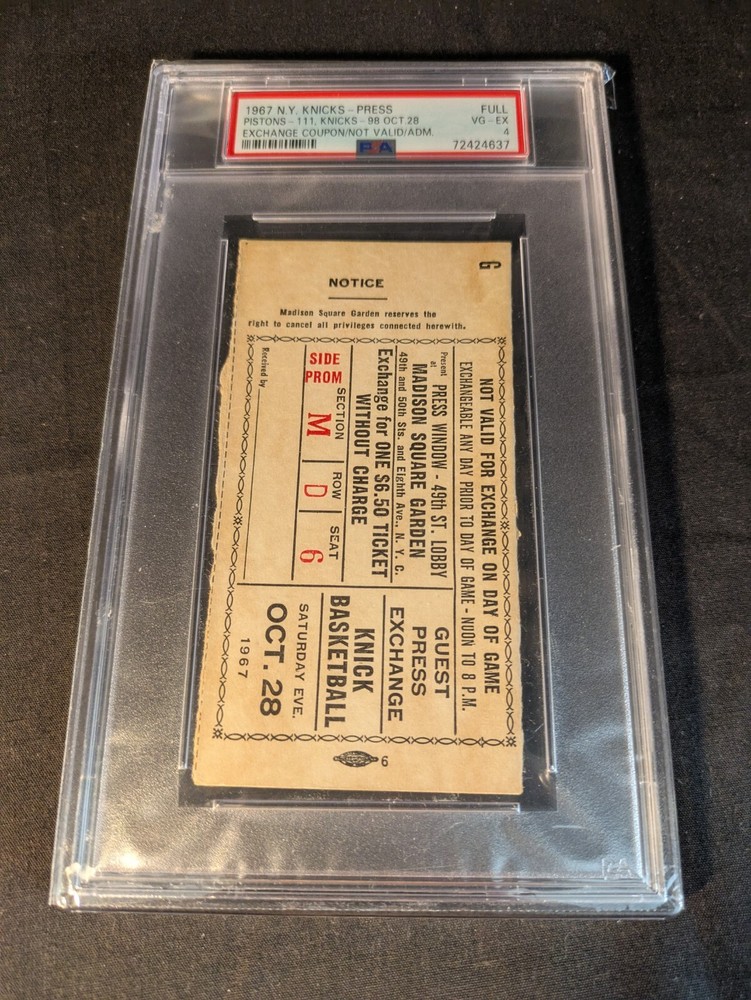 1967 N.Y. KNICKS - PRESS FULL
PISTONS - 111, KNICKS - 98 OCT 28 VG - EX
EXCHANGE COUPON/NOT VALID/ADM. 4
PSA 72424637
G
NOTICE
Madison Square Garden reserves the
right to cancel all privileges connected herewith.
NOT VALID FOR EXCHANGE ON DAY OF GAME
EXCHANGEABLE ANY DAY PRIOR TO DAY OF GAME - NOON TO 8 P.M.
Present at PRESS WINDOW - 49th ST. LOBBY
MADISON SQUARE GARDEN
49th and 50th Sts. and Eighth Ave., N. Y. C.
Exchange for ONE $6.50 TICKET
WITHOUT CHARGE
SIDE PROM
SECTION ROW SEAT
M D 6
Received by
GUEST
PRESS
EXCHANGE
KNICK
BASKETBALL
SATURDAY EVE.
OCT. 28
1967
6